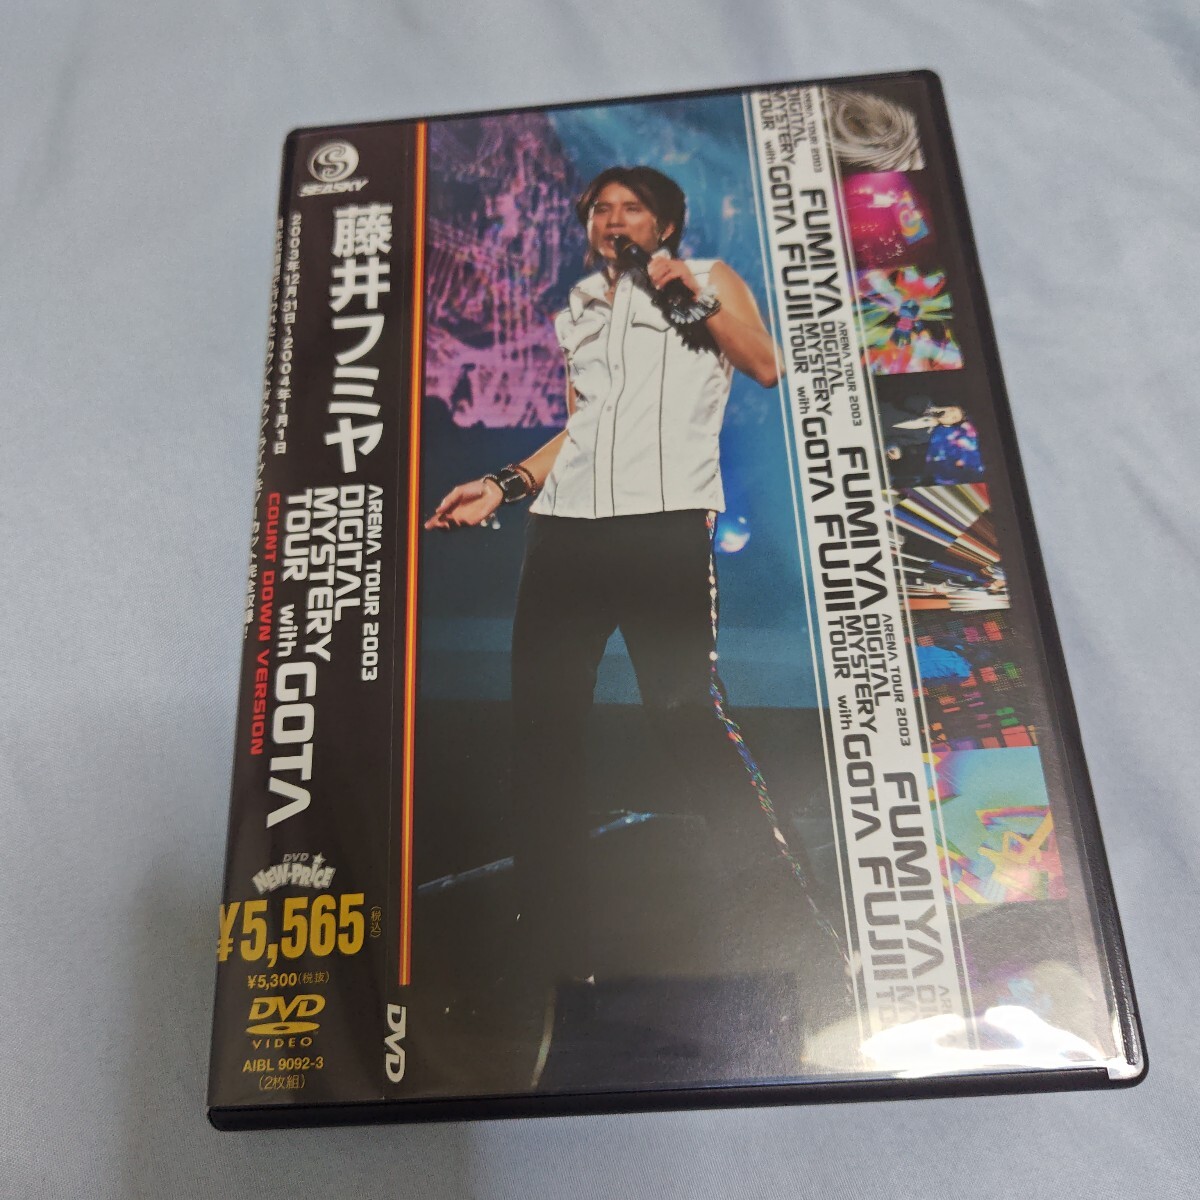 SEASKY
藤井フミヤ
ARENA TOUR 2003
DIGITAL
MYSTERY
TOUR with GOTA
COUNT DOWN VERSION
2003年12月31日～2004年1月1日
DVD
NEW-PRICE
¥5,565(税込)
¥5,300(税抜)
DVD
VIDEO
AIBL 9092-3
(2枚組)
DVD
ARENA TOUR 2003
DIGITAL
MYSTERY
TOUR with GOTA
FUMIYA
FUJII
ARENA TOUR 2003
DIGITAL
MYSTERY
TOUR with GOTA
FUMIYA
FUJII
ARENA TOUR 2003
DIGITAL
MYSTERY
TOUR with GOTA
FUMIYA
FUJII